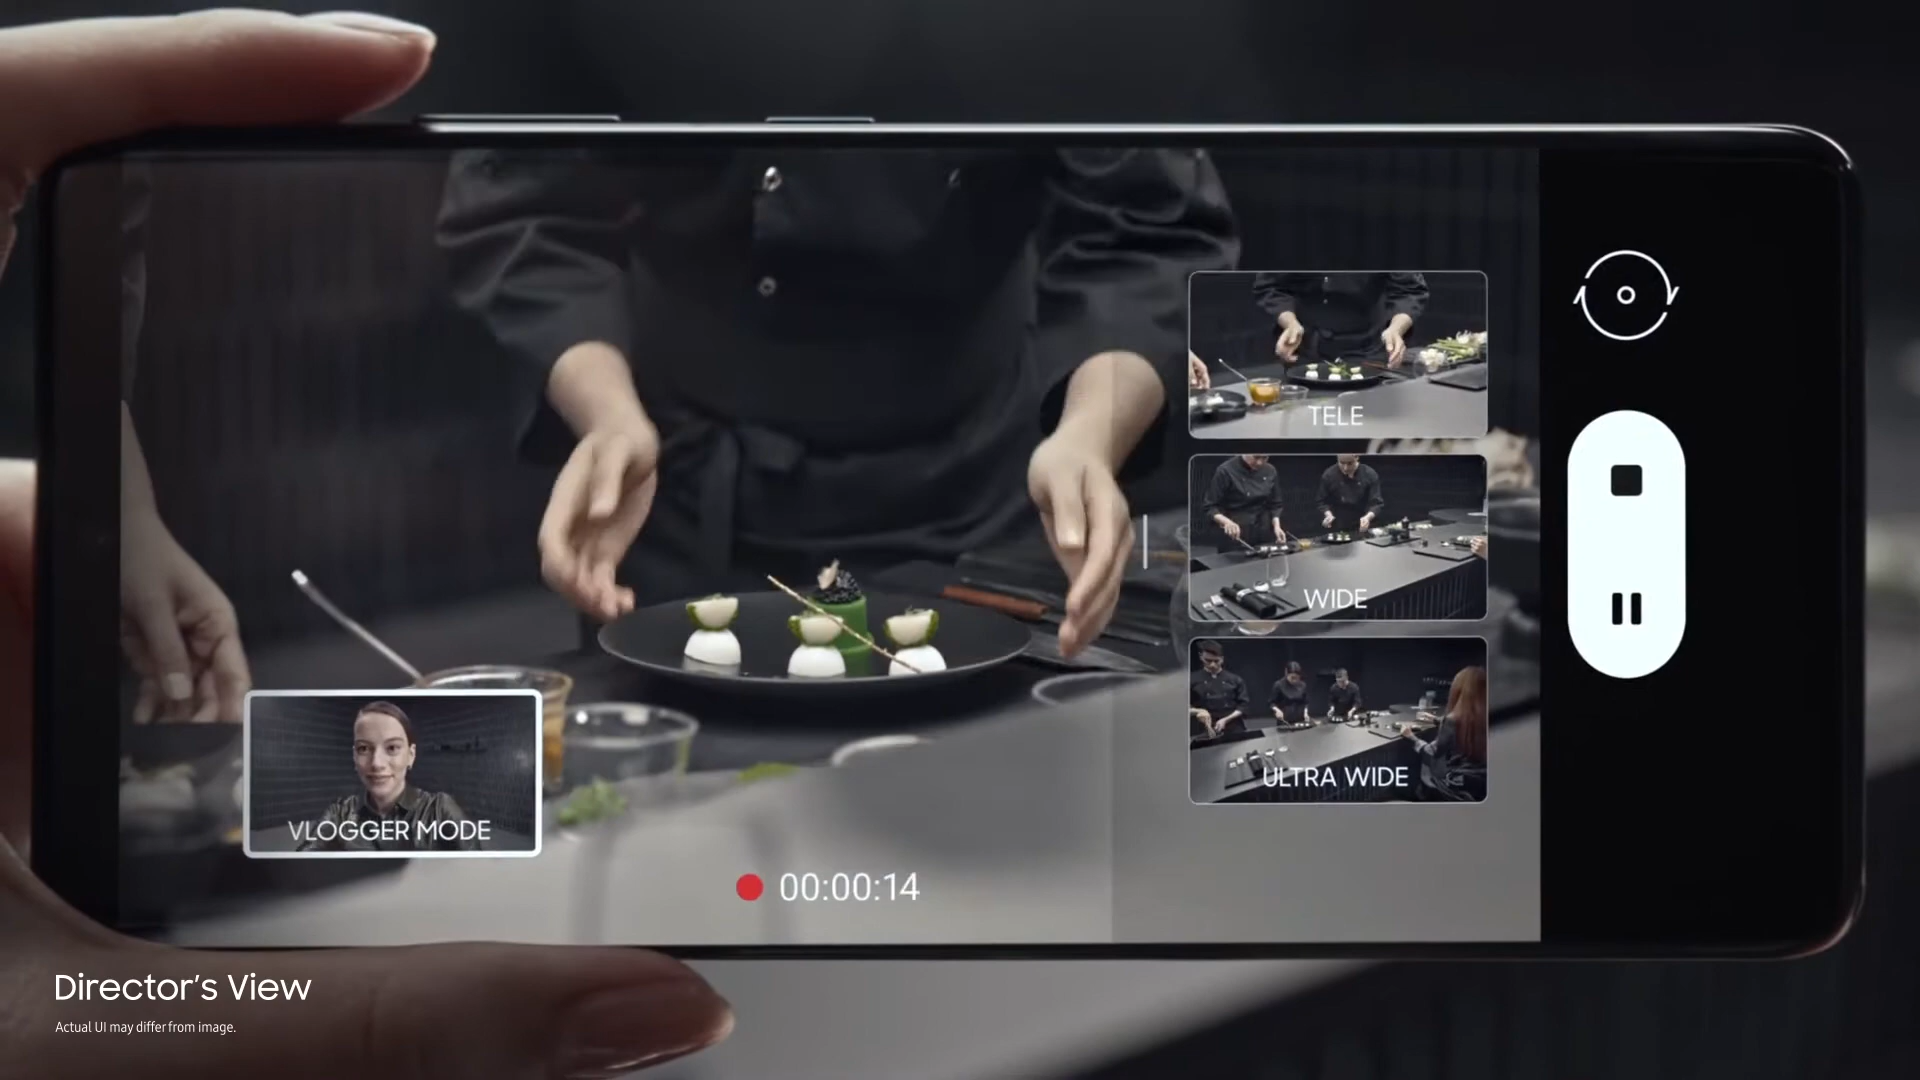 TELE
WIDE
ULTRA WIDE
VLOGGER MODE
00:00:14
Director's View
Actual UI may differ from image.